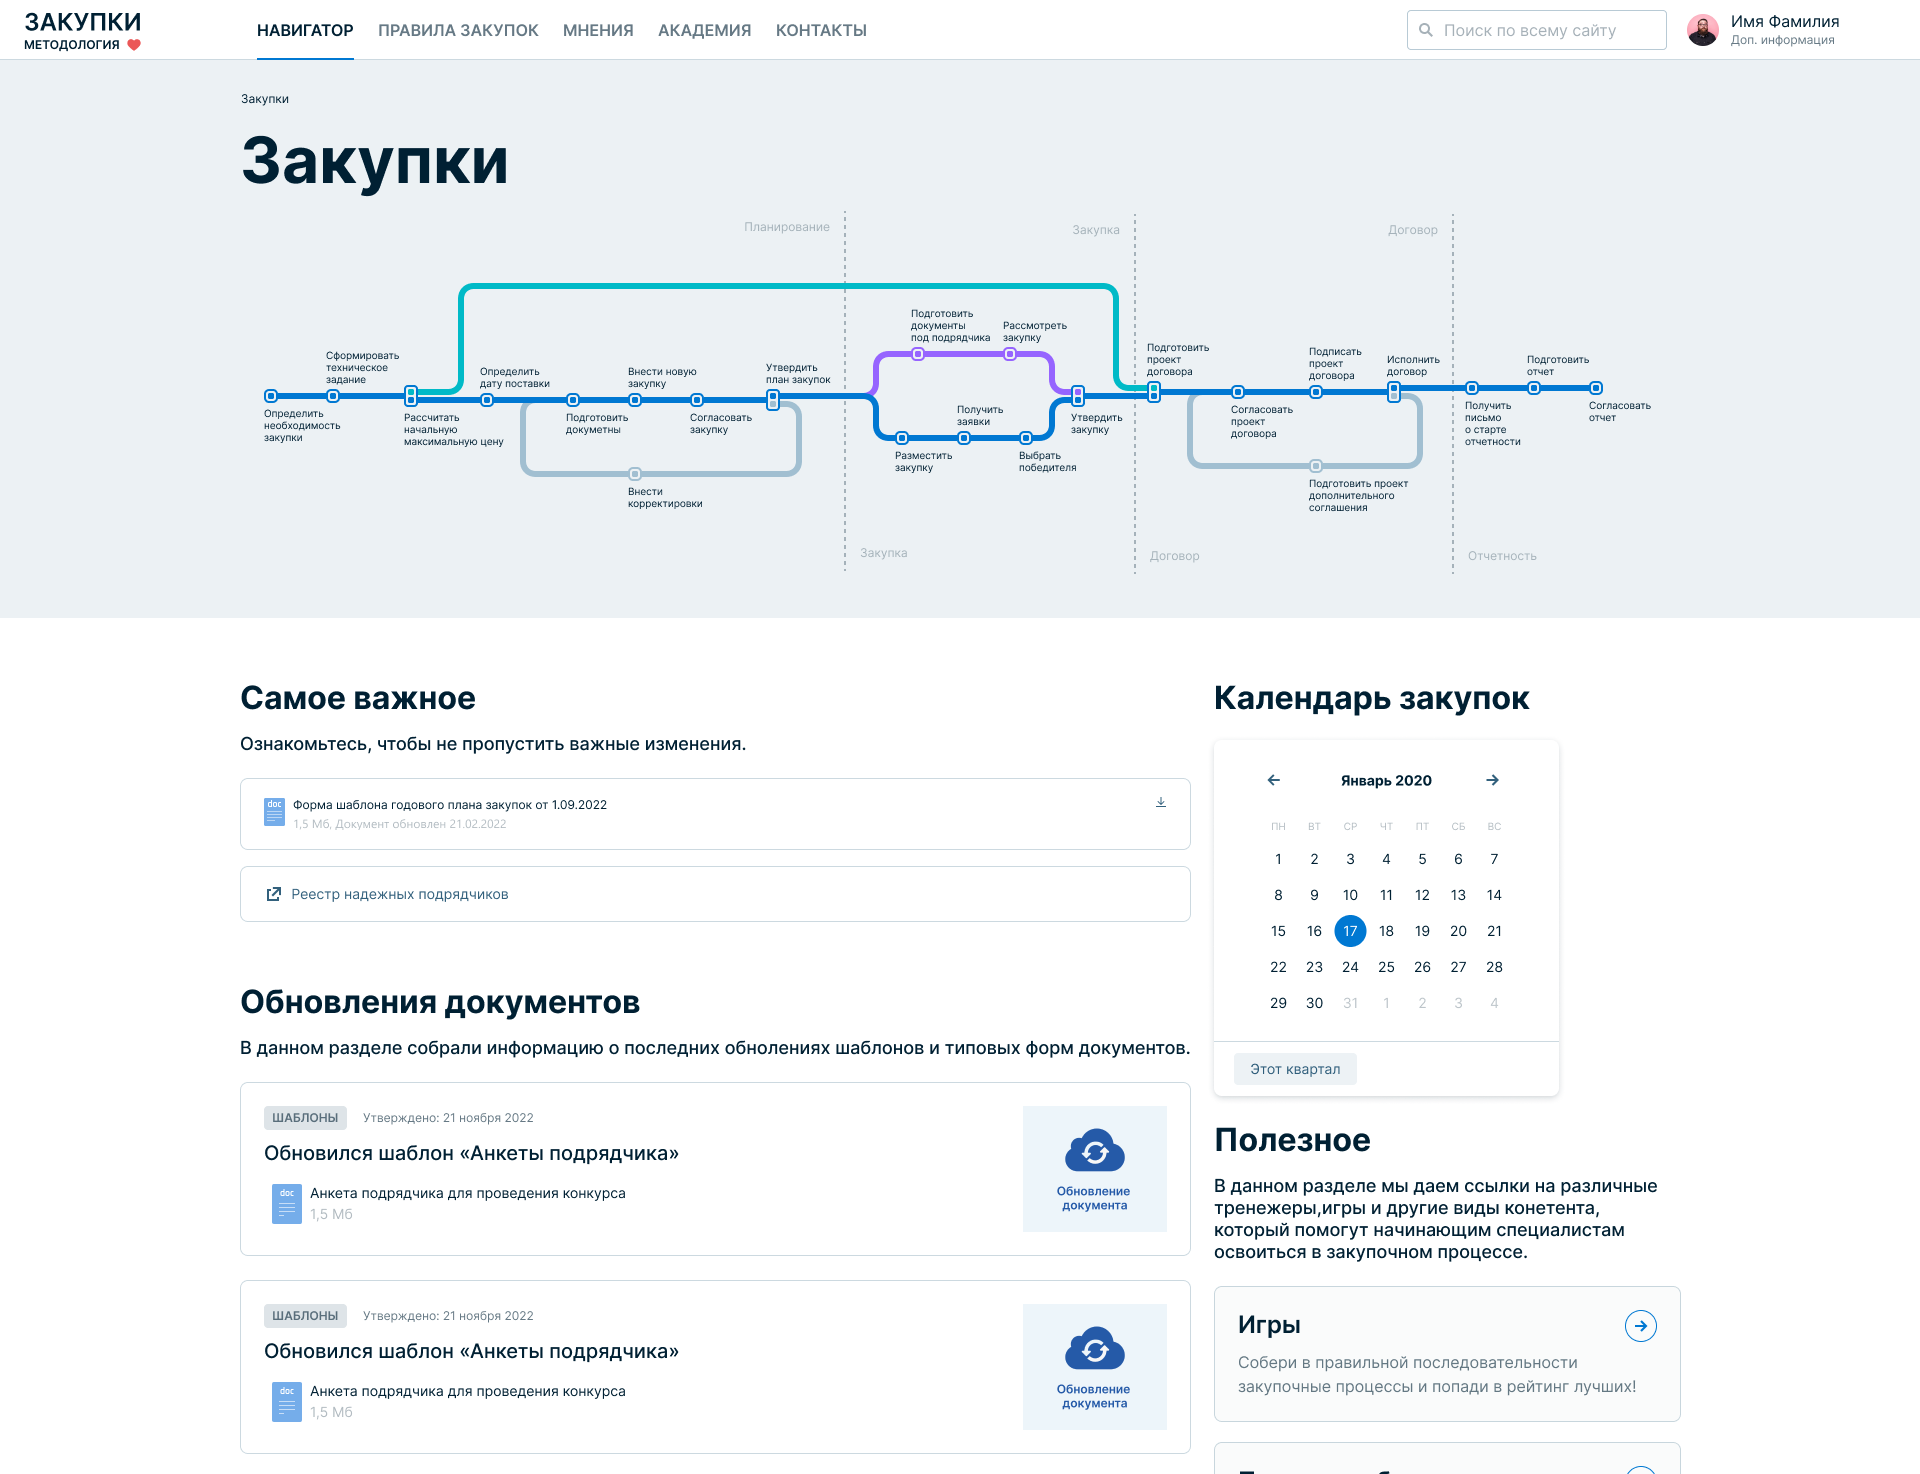 ЗАКУПКИ
МЕТОДОЛОГИЯ
НАВИГАТОР
ПРАВИЛА ЗАКУПОК
МНЕНИЯ
АКАДЕМИЯ
КОНТАКТЫ
Поиск по всему сайту
Имя Фамилия
Доп. информация
Закупки
Закупки
Планирование
Закупка
Договор
Определить
необходимость
закупки
Сформировать
техническое
задание
Рассчитать
начальную
максимальную цену
Определить
дату поставки
Подготовить
докуметны
Внести новую
закупку
Согласовать
закупку
Внести
корректировки
Утвердить
план закупок
Подготовить
документы
под подрядчика
Рассмотреть
закупку
Разместить
закупку
Получить
заявки
Выбрать
победителя
Утвердить
закупку
Подготовить
проект
договора
Согласовать
проект
договора
Подписать
проект
договора
Подготовить проект
дополнительного
соглашения
Исполнить
договор
Получить
письмо
о старте
отчетности
Подготовить
отчет
Согласовать
отчет
Закупка
Договор
Отчетность
Самое важное
Ознакомьтесь, чтобы не пропустить важные изменения.
doc
Форма шаблона годового плана закупок от 1.09.2022
1,5 Мб, Документ обновлен 21.02.2022
Реестр надежных подрядчиков
Обновления документов
В данном разделе собрали информацию о последних обнолениях шаблонов и типовых форм документов.
ШАБЛОНЫ
Утверждено: 21 ноября 2022
Обновился шаблон «Анкеты подрядчика»
doc
Анкета подрядчика для проведения конкурса
1,5 Мб
Обновление
документа
ШАБЛОНЫ
Утверждено: 21 ноября 2022
Обновился шаблон «Анкеты подрядчика»
doc
Анкета подрядчика для проведения конкурса
1,5 Мб
Обновление
документа
Календарь закупок
Январь 2020
ПН ВТ СР ЧТ ПТ СБ ВС
1 2 3 4 5 6 7
8 9 10 11 12 13 14
15 16 17 18 19 20 21
22 23 24 25 26 27 28
29 30 31 1 2 3 4
Этот квартал
Полезное
В данном разделе мы даем ссылки на различные
тренежеры,игры и другие виды конетента,
который помогут начинающим специалистам
освоиться в закупочном процессе.
Игры
Собери в правильной последовательности
закупочные процессы и попади в рейтинг лучших!